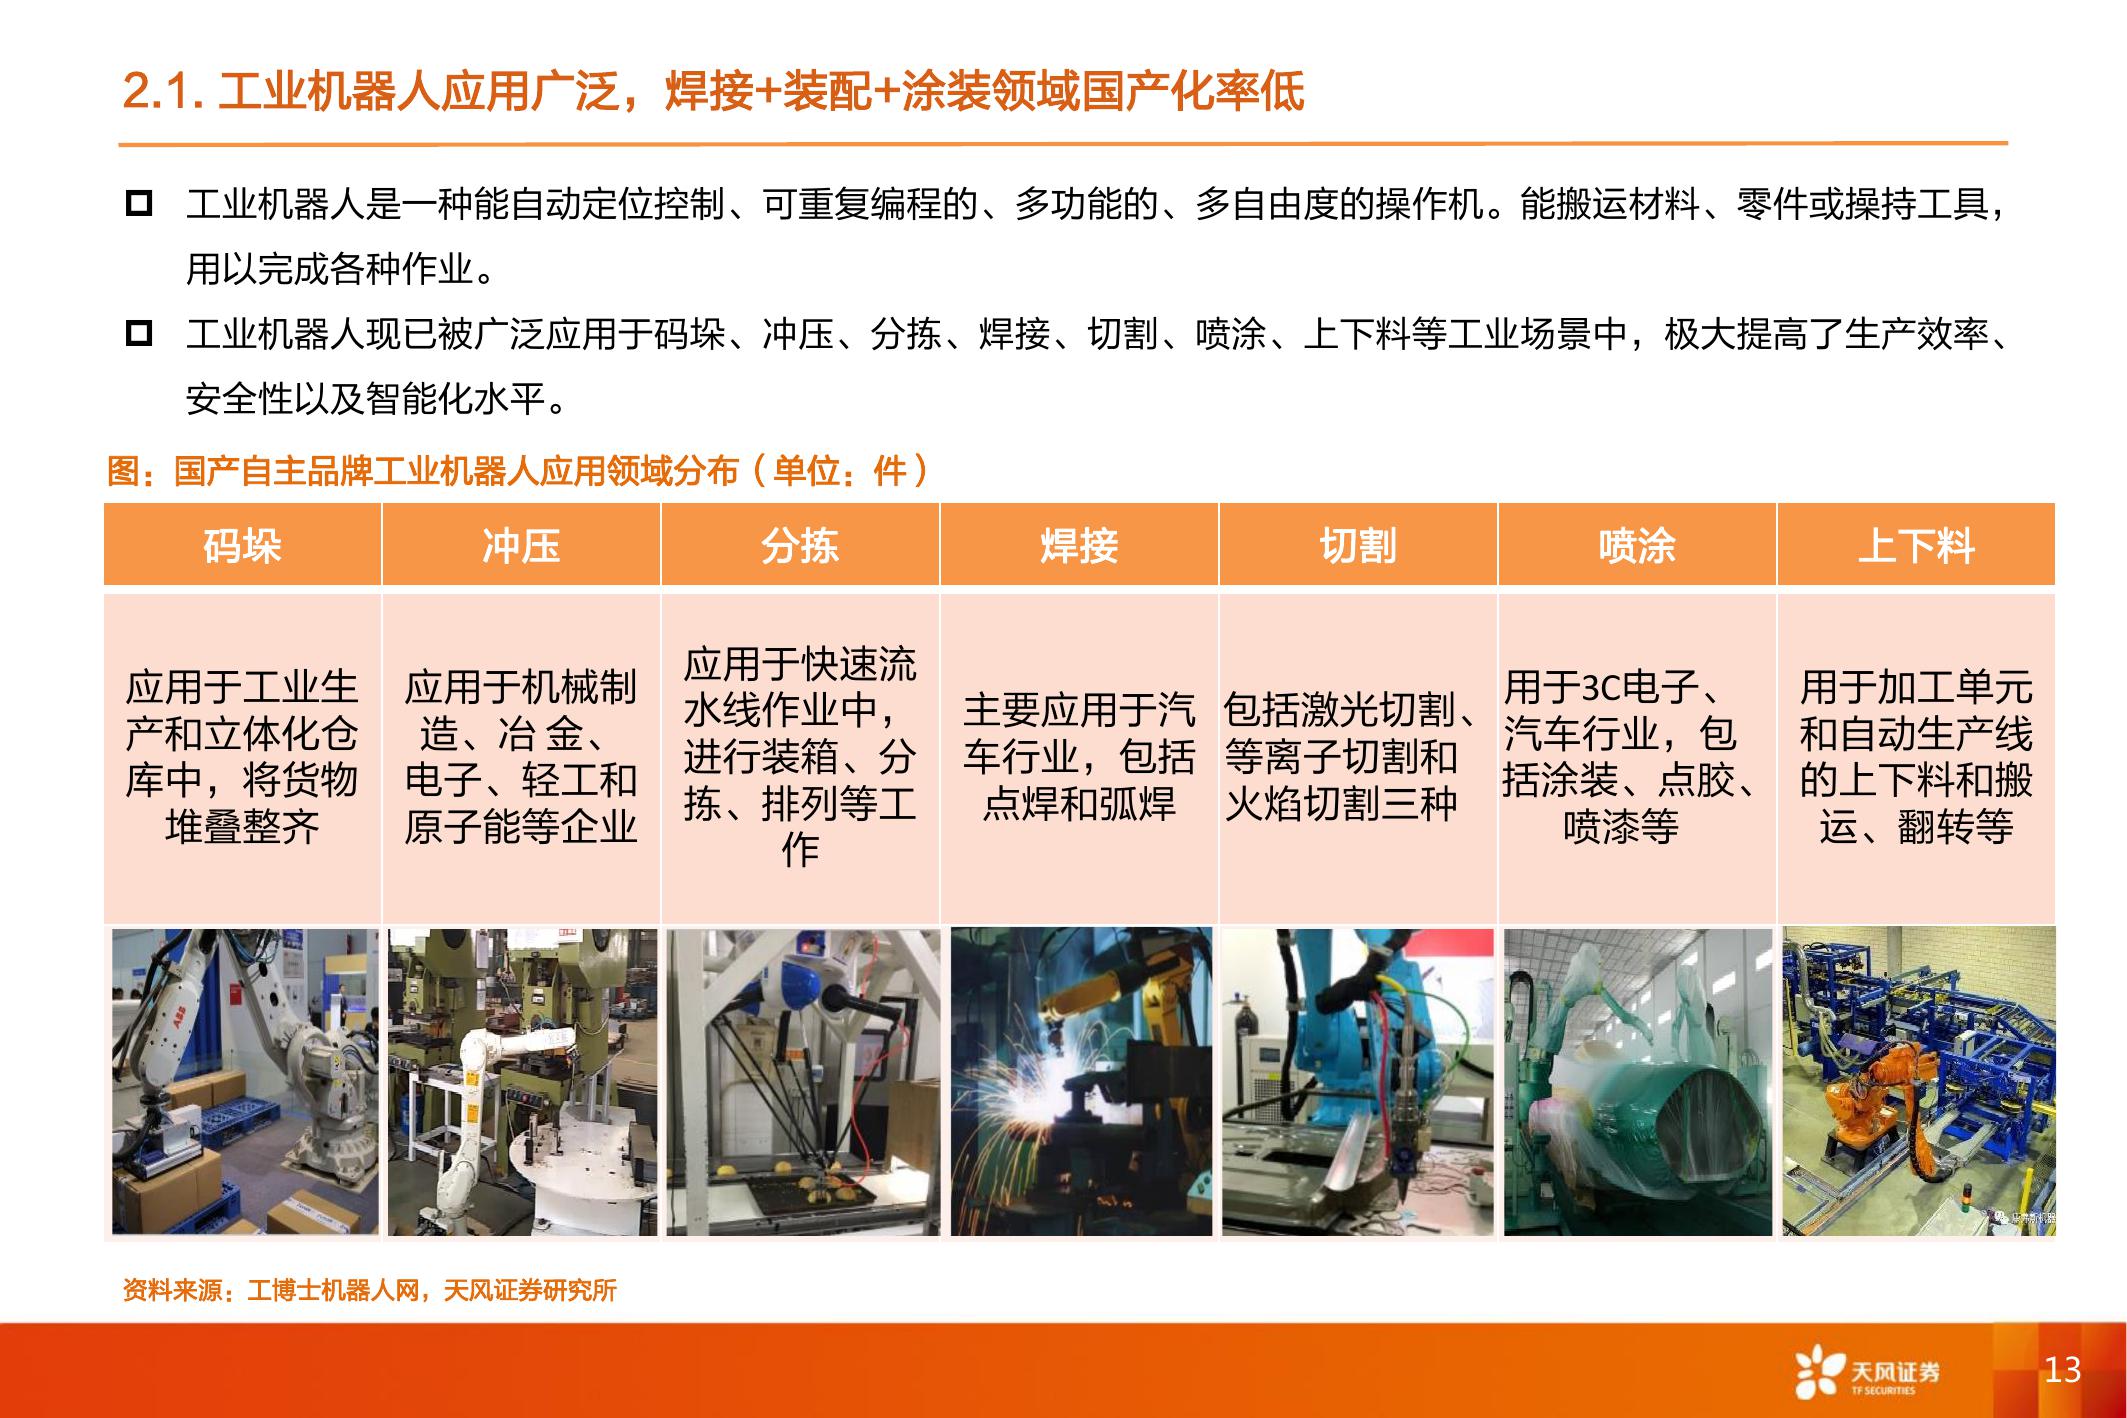 2.1. 工业机器人应用广泛，焊接+装配+涂装领域国产化率低
工业机器人是一种能自动定位控制、可重复编程的、多功能的、多自由度的操作机。能搬运材料、零件或操持工具，
用以完成各种作业。
工业机器人现已被广泛应用于码垛、冲压、分拣、焊接、切割、喷涂、上下料等工业场景中，极大提高了生产效率、
安全性以及智能化水平。
图：国产自主品牌工业机器人应用领域分布（单位：件）
码垛
冲压
分拣
焊接
切割
喷涂
上下料
应用于工业生
产和立体化仓
库中，将货物
堆叠整齐
应用于机械制
造、冶 金、
电子、轻工和
原子能等企业
应用于快速流
水线作业中，
进行装箱、分
拣、排列等工
作
主要应用于汽
车行业，包括
点焊和弧焊
包括激光切割、
等离子切割和
火焰切割三种
用于3C电子、
汽车行业，包
括涂装、点胶、
喷漆等
用于加工单元
和自动生产线
的上下料和搬
运、翻转等
ABB
资料来源：工博士机器人网，天风证券研究所
天风证券
TF SECURITIES
13